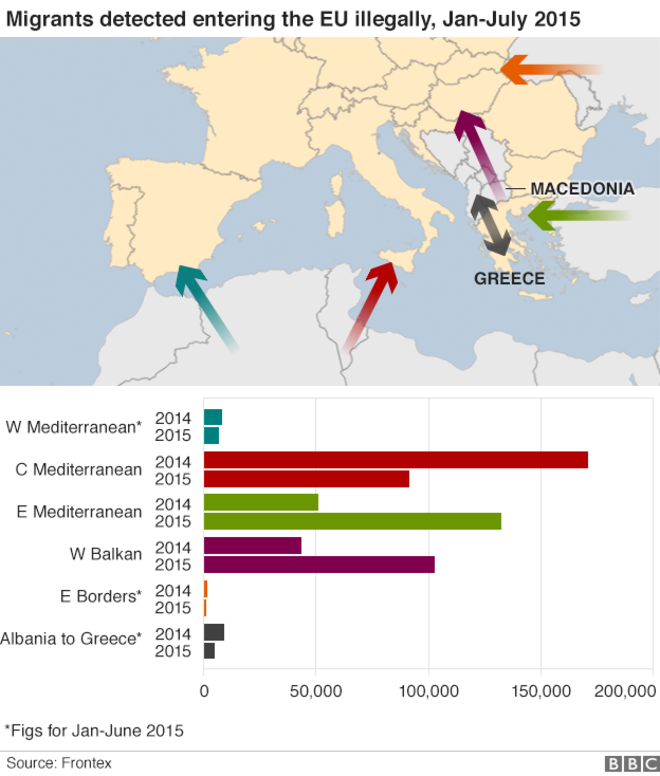 Migrants detected entering the EU illegally, Jan-July 2015
MACEDONIA
GREECE
W Mediterranean* 2014
2015
C Mediterranean 2014
2015
E Mediterranean 2014
2015
W Balkan 2014
2015
E Borders* 2014
2015
Albania to Greece* 2014
2015
0 50,000 100,000 150,000 200,000
*Figs for Jan-June 2015
Source: Frontex BBC